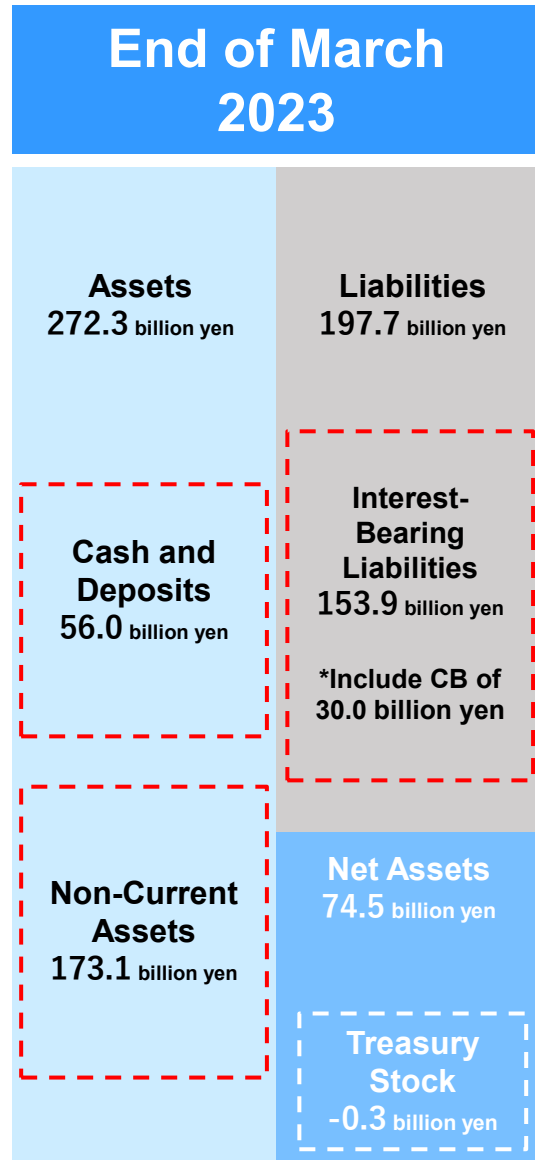 End of March
2023
Assets
272.3 billion yen
Cash and
Deposits
56.0 billion yen
Non-Current
Assets
173.1 billion yen
Liabilities
197.7 billion yen
Interest-
Bearing
Liabilities
153.9 billion yen
*Include CB of
30.0 billion yen
Net Assets
74.5 billion yen
Treasury
Stock
-0.3 billion yen